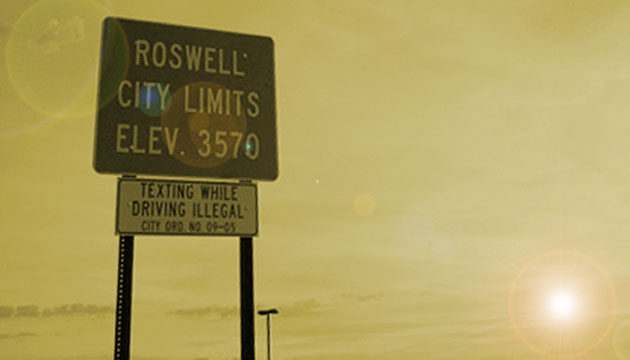 ROSWELL
CITY LIMITS
ELEV. 3570
TEXTING WHILE
DRIVING ILLEGAL
CITY ORD NO 09-05